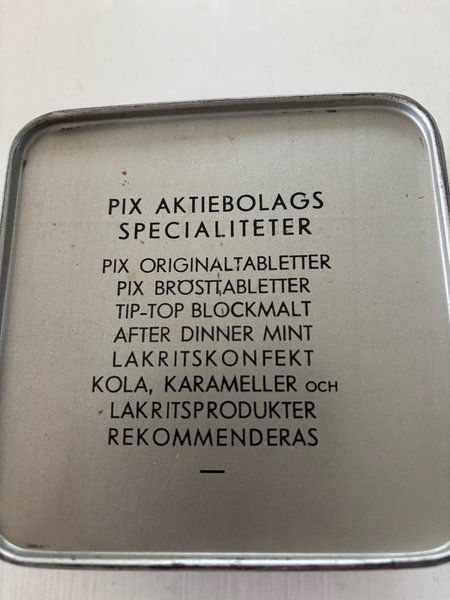 PIX AKTIEBOLAGS
SPECIALITETER
PIX ORIGINALTABLETTER
PIX BRÖSTTABLETTER
TIP-TOP BLOCKMALT
AFTER DINNER MINT
LAKRITSKONFEKT
KOLA, KARAMELLER OCH
LAKRITSPRODUKTER
REKOMMENDERAS